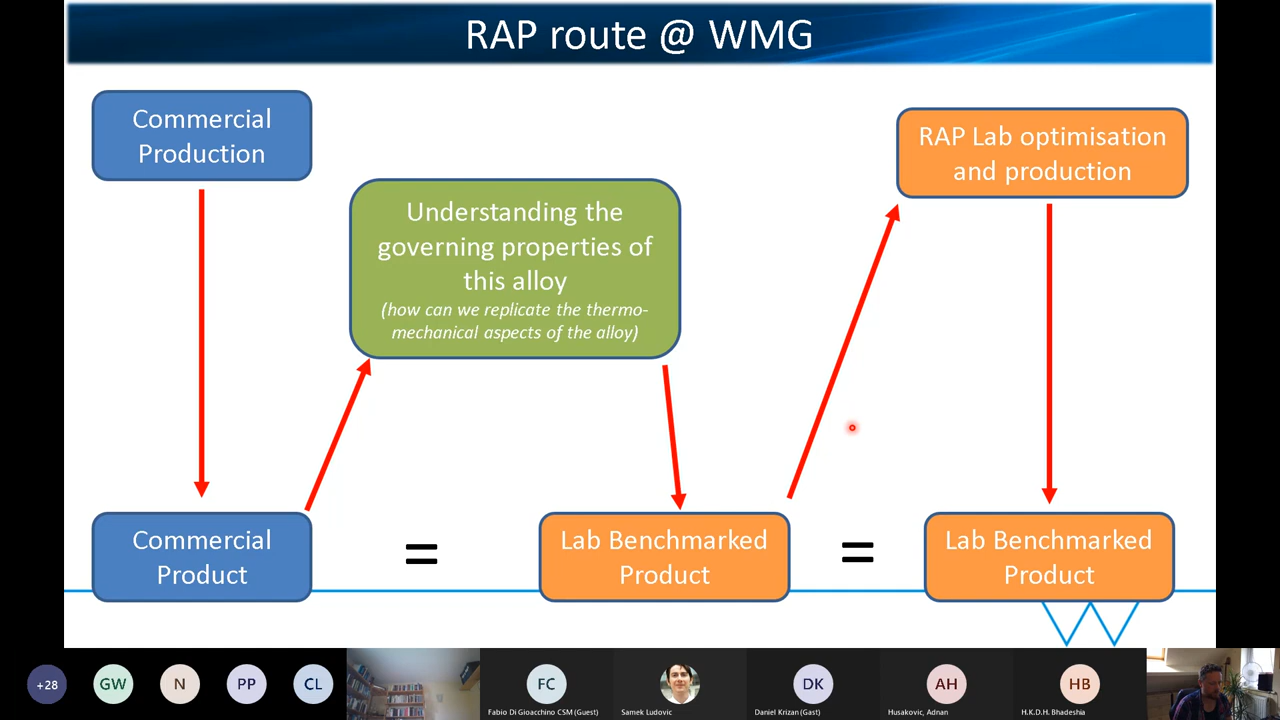 RAP route @ WMG
Commercial
Production
Understanding the
governing properties of
this alloy
(how can we replicate the thermo-
mechanical aspects of the alloy)
RAP Lab optimisation
and production
Commercial
Product
=
Lab Benchmarked
Product
=
Lab Benchmarked
Product
+28
GW
N
PP
CL
FC
Fabio Di Gioacchino CSM (Guest)
Samek Ludovic
DK
Daniel Krizan (Gast)
AH
Husakovic, Adnan
HB
H.K.D.H. Bhadeshia